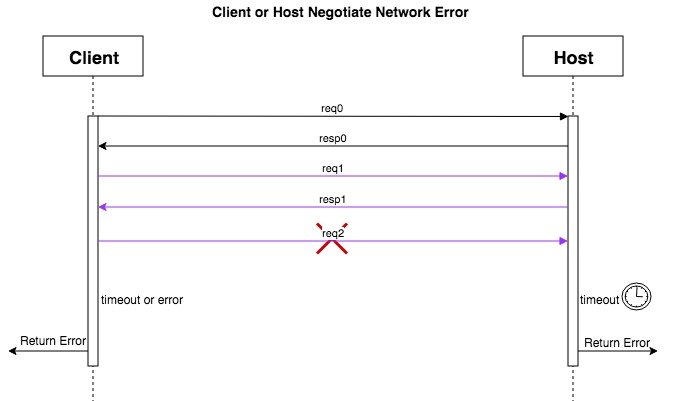 Client or Host Negotiate Network Error
Client
Host
req0
resp0
req1
resp1
req2
timeout or error
timeout
Return Error
Return Error